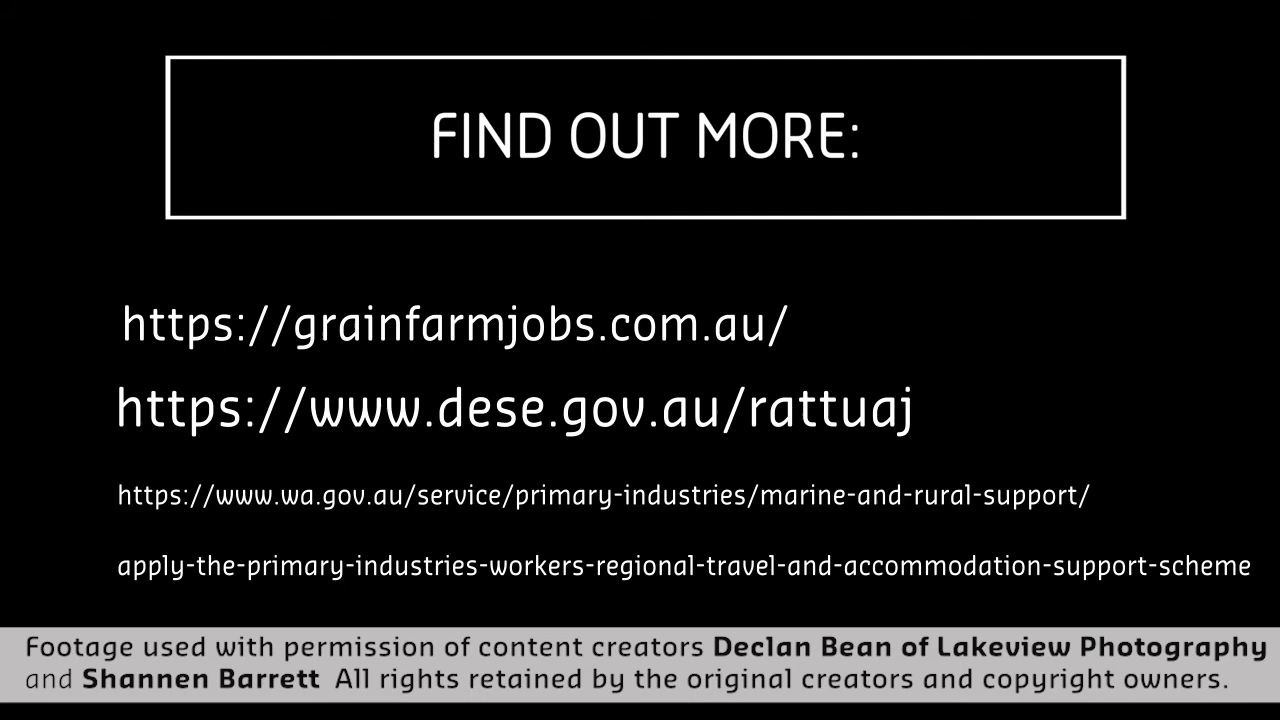 FIND OUT MORE:
https://grainfarmjobs.com.au/
https://www.dese.gov.au/rattuaj
https://www.wa.gov.au/service/primary-industries/marine-and-rural-support/
apply-the-primary-industries-workers-regional-travel-and-accommodation-support-scheme
Footage used with permission of content creators Declan Bean of Lakeview Photography
and Shannen Barrett All rights retained by the original creators and copyright owners.